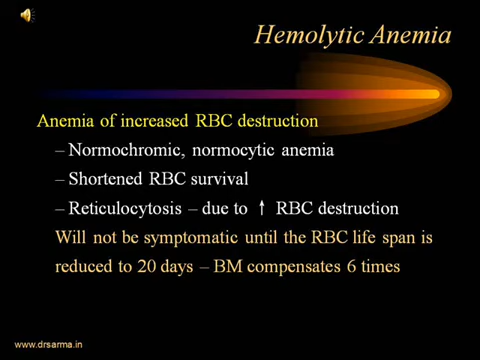 Hemolytic Anemia
Anemia of increased RBC destruction
– Normochromic, normocytic anemia
– Shortened RBC survival
– Reticulocytosis – due to ↑ RBC destruction
Will not be symptomatic until the RBC life span is
reduced to 20 days – BM compensates 6 times
www.drsarma.in